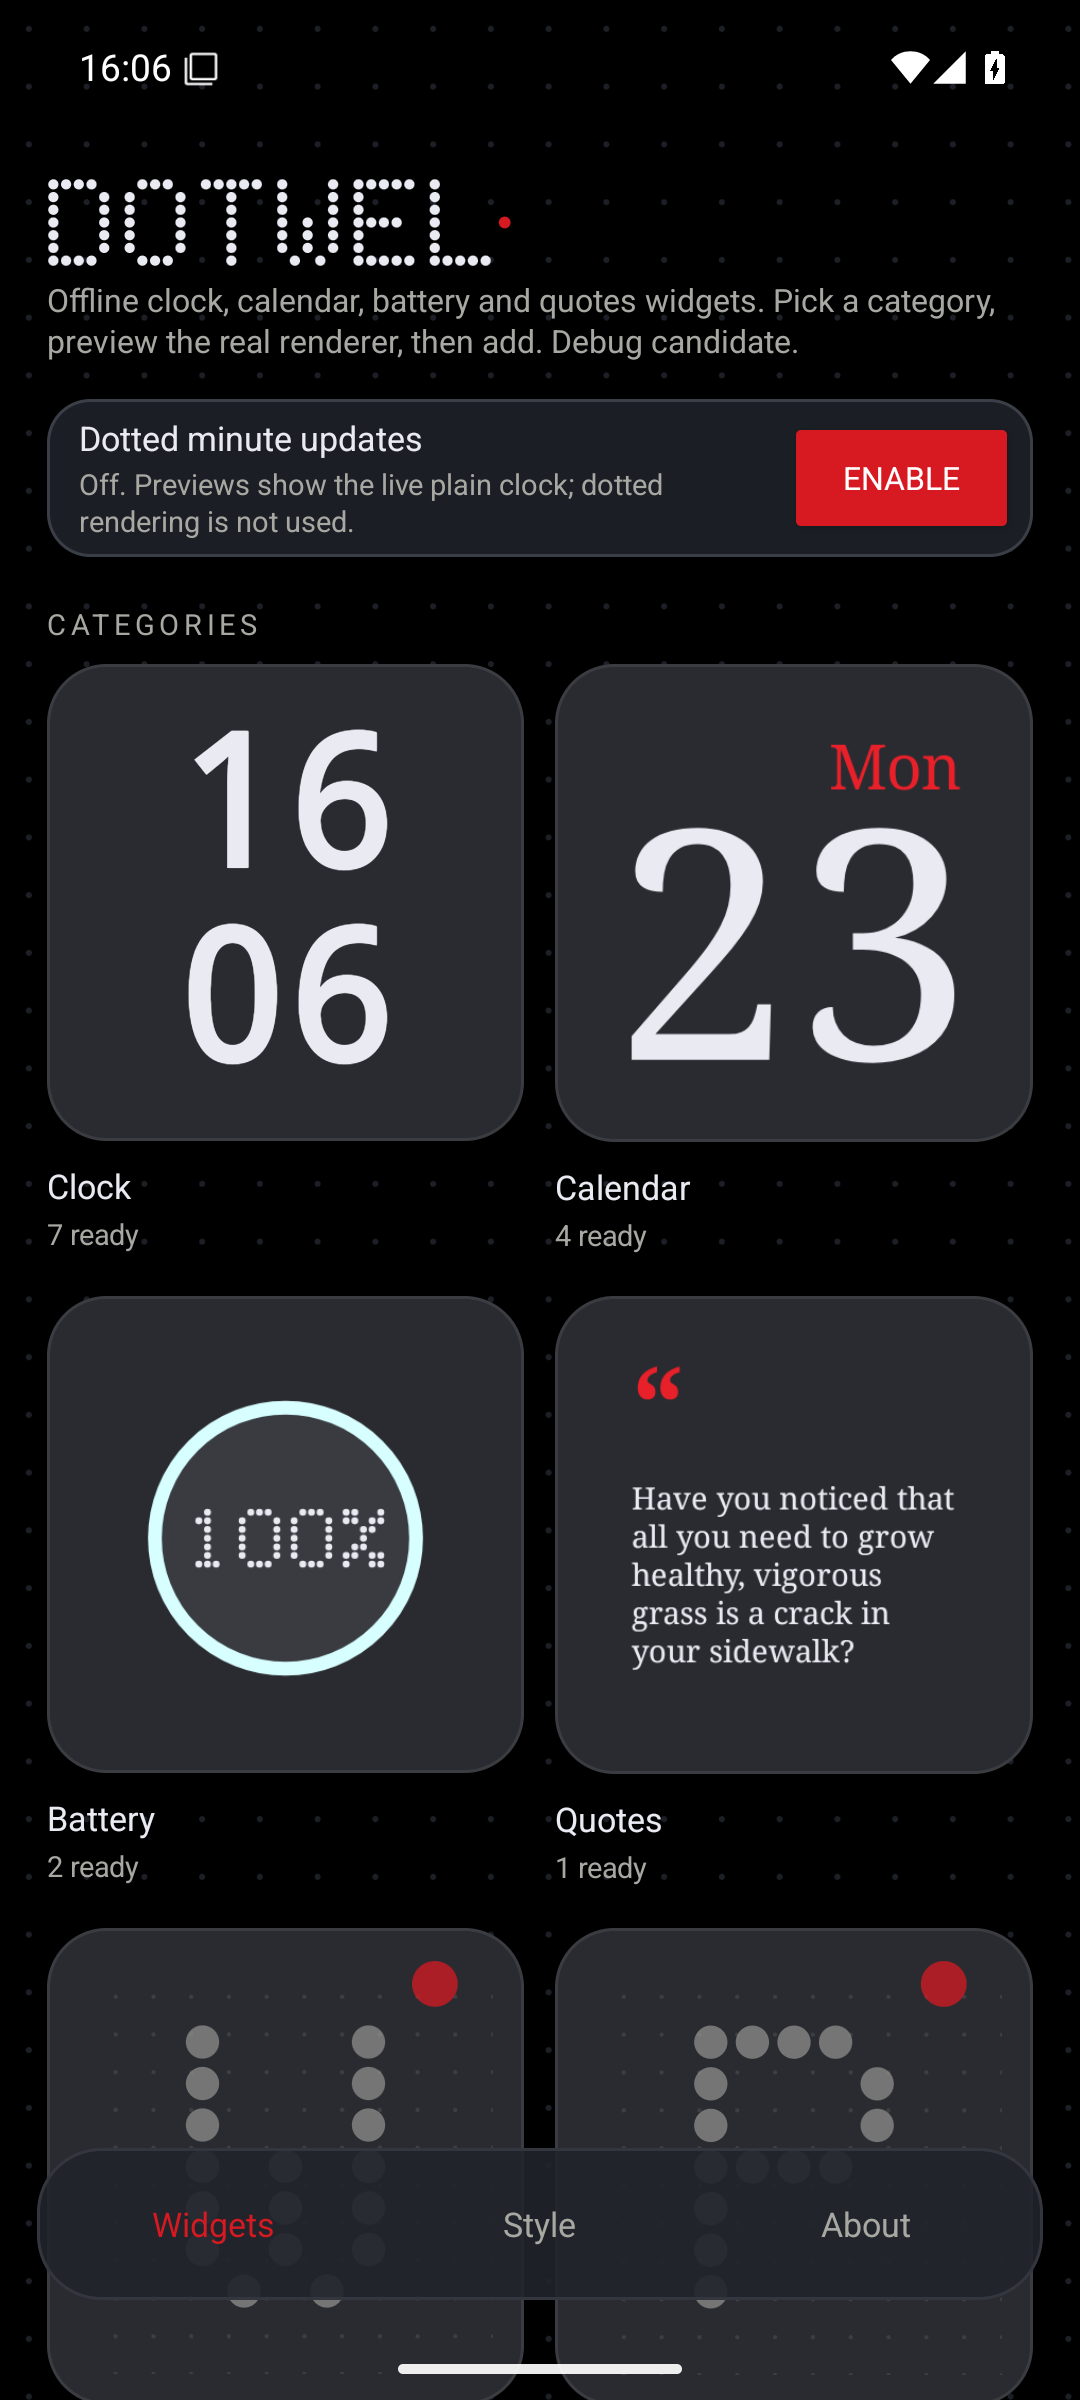 16:06
DOTWEL
Offline clock, calendar, battery and quotes widgets. Pick a category,
preview the real renderer, then add. Debug candidate.
Dotted minute updates
Off. Previews show the live plain clock; dotted
rendering is not used.
ENABLE
CATEGORIES
16
06
Mon
23
Clock
7 ready
Calendar
4 ready
100%
“
Have you noticed that
all you need to grow
healthy, vigorous
grass is a crack in
your sidewalk?
Battery
2 ready
Quotes
1 ready
W
P
Widgets
Style
About